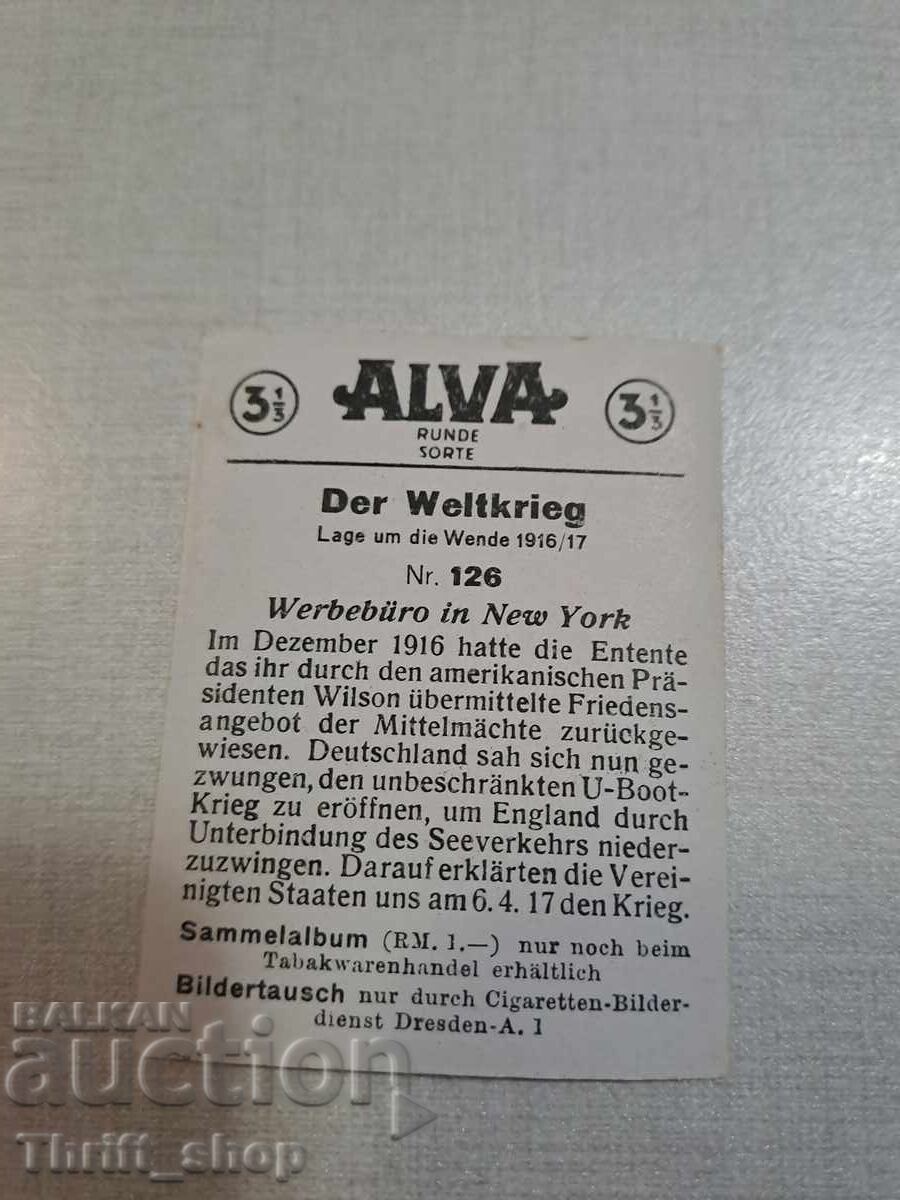 3 1/3 ALVA 3 1/3
RUNDE
SORTE
Der Weltkrieg
Lage um die Wende 1916/17
Nr. 126
Werbebüro in New York
Im Dezember 1916 hatte die Entente
das ihr durch den amerikanischen Prä-
sidenten Wilson übermittelte Friedens-
angebot der Mittelmächte zurückge-
wiesen. Deutschland sah sich nun ge-
zwungen, den unbeschränkten U-Boot-
Krieg zu eröffnen, um England durch
Unterbindung des Seeverkehrs nieder-
zuzwingen. Darauf erklärten die Verei-
nigten Staaten uns am 6. 4. 17 den Krieg.
Sammelalbum (RM. 1.—) nur noch beim
Tabakwarenhandel erhältlich
Bildertausch nur durch Cigaretten-Bilder-
dienst Dresden-A. 1
BALKAN
auction
Thrift_shop